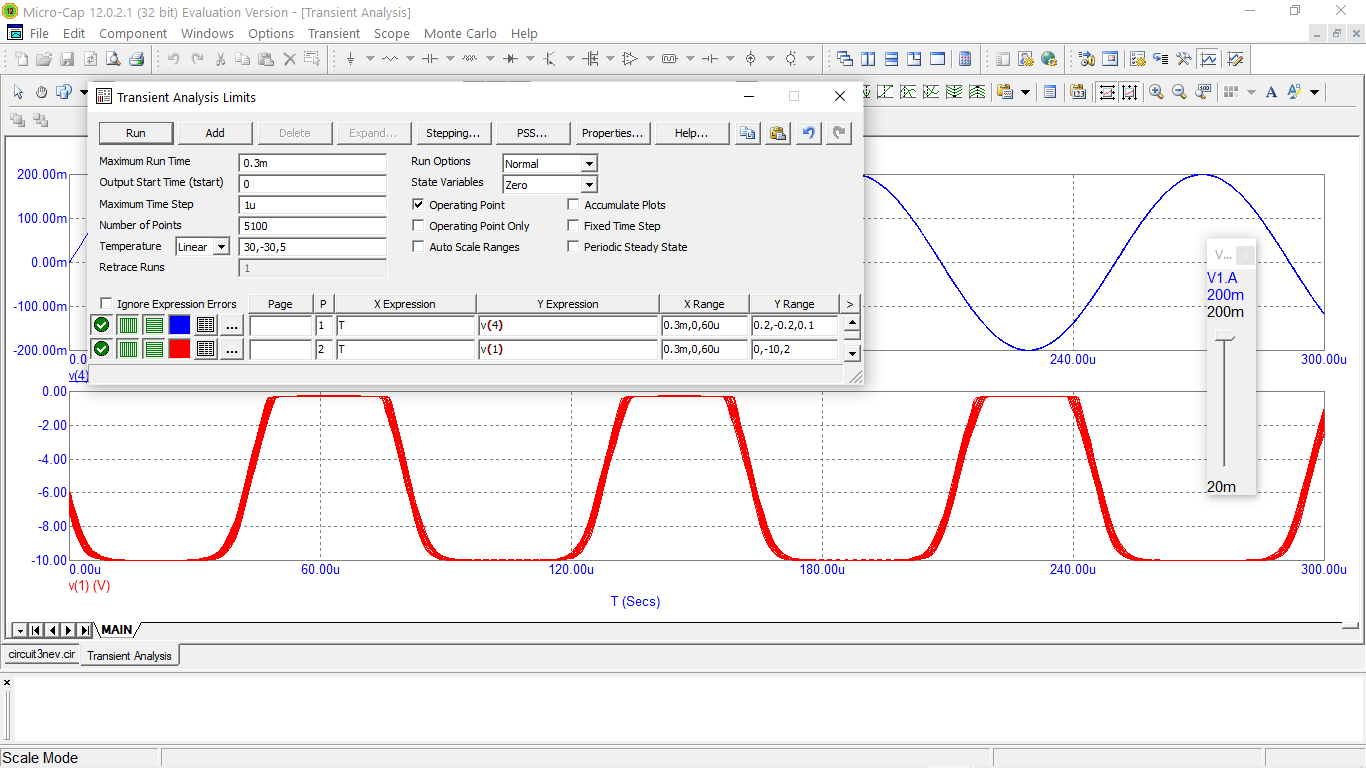 12
Micro-Cap 12.0.2.1 (32 bit) Evaluation Version - [Transient Analysis]
File Edit Component Windows Options Transient Scope Monte Carlo Help
123
A
Transient Analysis Limits
Run Add Delete Expand... Stepping... PSS... Properties... Help...
Maximum Run Time 0.3m Run Options Normal
Output Start Time (tstart) 0 State Variables Zero
Maximum Time Step 1u Operating Point Accumulate Plots
Number of Points 5100 Operating Point Only Fixed Time Step
Temperature Linear 30,-30,5 Auto Scale Ranges Periodic Steady State
Retrace Runs 1
Ignore Expression Errors Page P X Expression Y Expression X Range Y Range >
... 1 T v(4) 0.3m,0,60u 0.2,-0.2,0.1
... 2 T v(1) 0.3m,0,60u 0,-10,2
200.00m
100.00m
0.00m
-100.00m
-200.00m
0.0 240.00u 300.00u
v(4)
V...
V1.A
200m
200m
20m
0.00
-2.00
-4.00
-6.00
-8.00
-10.00
0.00u 60.00u 120.00u 180.00u 240.00u 300.00u
v(1) (V)
T (Secs)
MAIN
circuit3nev.cir Transient Analysis
Scale Mode